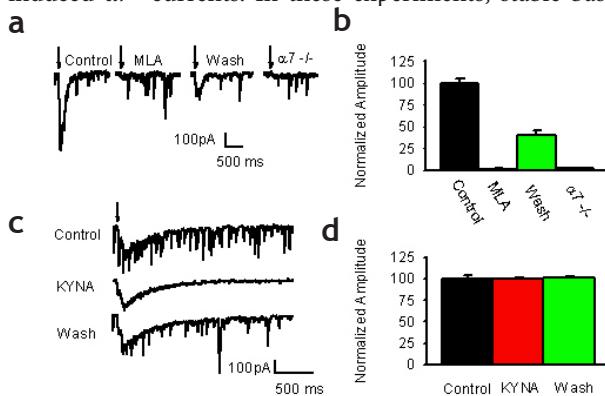 a
Control MLA Wash α7 -/-
100pA
500 ms
b
Normalized Amplitude
125
100
75
50
25
0
Control MLA Wash α7 -/-
c
Control
KYNA
Wash
100pA
500 ms
d
Normalized Amplitude
125
100
75
50
25
0
Control KYNA Wash